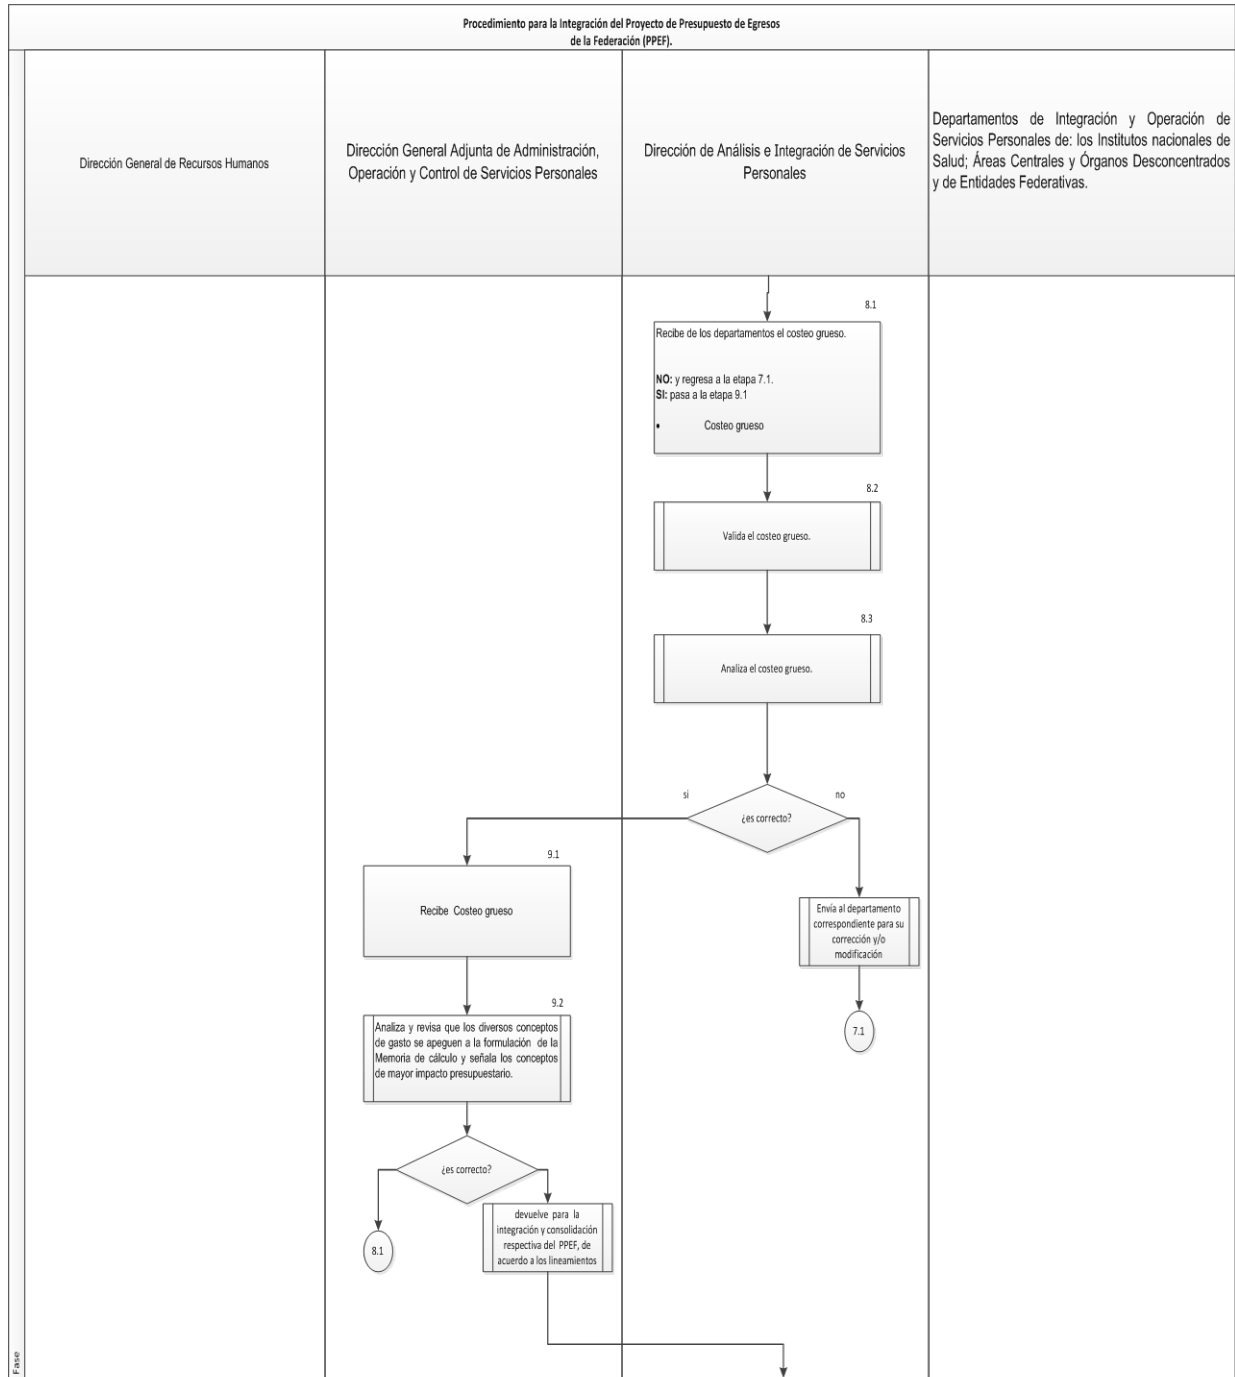 Procedimiento para la Integración del Proyecto de Presupuesto de Egresos
de la Federación (PPEF).
Dirección General de Recursos Humanos
Dirección General Adjunta de Administración,
Operación y Control de Servicios Personales
Dirección de Análisis e Integración de Servicios
Personales
Departamentos de Integración y Operación de
Servicios Personales de: los Institutos nacionales de
Salud; Áreas Centrales y Órganos Desconcentrados
y de Entidades Federativas.
8.1
Recibe de los departamentos el costeo grueso.
NO: y regresa a la etapa 7.1.
SI: pasa a la etapa 9.1
• Costeo grueso
8.2
Valida el costeo grueso.
8.3
Analiza el costeo grueso.
si
no
¿es correcto?
9.1
Recibe Costeo grueso
Envía al departamento
correspondiente para su
corrección y/o
modificación
7.1
9.2
Analiza y revisa que los diversos conceptos
de gasto se apeguen a la formulación de la
Memoria de cálculo y señala los conceptos
de mayor impacto presupuestario.
¿es correcto?
8.1
devuelve para la
integración y consolidación
respectiva del PPEF, de
acuerdo a los lineamientos
Fase